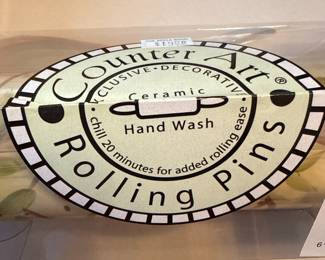 Counter Art®
EXCLUSIVE • DECORATIVE
Ceramic
Hand Wash
chill 20 minutes for added rolling ease
Rolling Pins